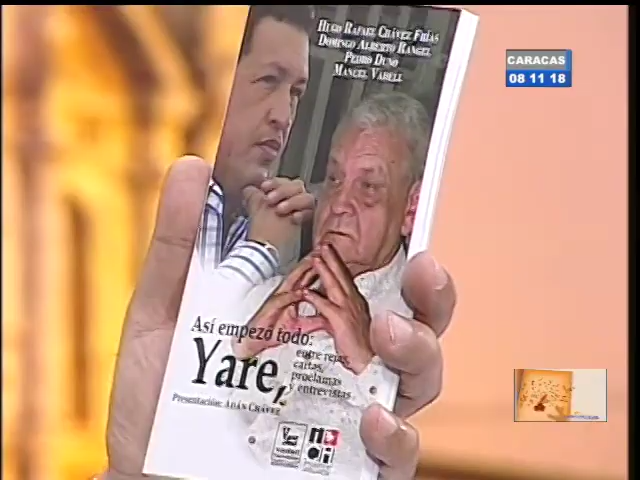 Hugo Rafael Chávez Frías
Domingo Alberto Rangel
Pedro Duno
Manuel Vadell
CARACAS
08 11 18
Así empezó todo:
Yare,
entre rejas,
cartas,
proclamas
y entrevistas
Presentación: Adán Chávez